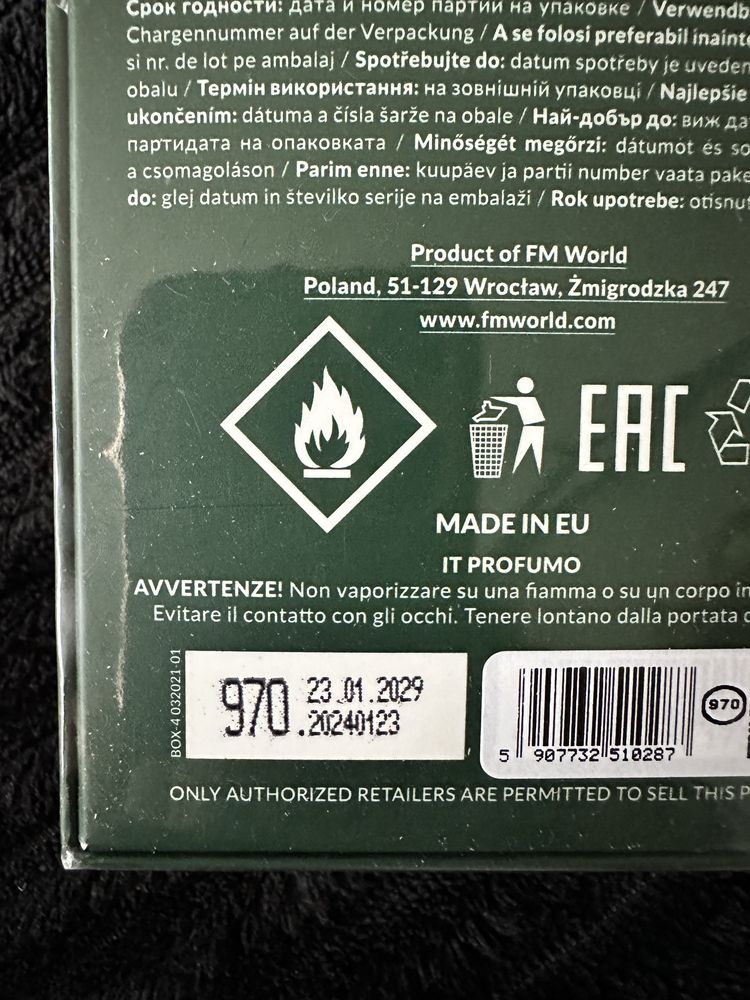 Срок годности: дата и номер партии на упаковке / Verwendb
Chargennummer auf der Verpackung / A se folosi preferabil inainte
si nr. de lot pe ambalaj / Spotřebujte do: datum spotřeby je uveden
obalu / Термін використання: на зовнішній упаковці / Najlepšie
ukončením: dátuma a čísla šarže na obale / Най-добър до: виж да
партидата на опаковката / Minőségét megőrzi: dátumot és so
a csomagoláson / Parim enne: kuupäev ja partii number vaata pake
do: glej datum in številko serije na embalaži / Rok upotrebe: otisnut
Product of FM World
Poland, 51-129 Wrocław, Żmigrodzka 247
www.fmworld.com
EAC
MADE IN EU
IT PROFUMO
AVVERTENZE! Non vaporizzare su una fiamma o su un corpo in
Evitare il contatto con gli occhi. Tenere lontano dalla portata d
BOX-4 032021-01
970 23.01.2029
.20240123
970
5 907732 510287
ONLY AUTHORIZED RETAILERS ARE PERMITTED TO SELL THIS P